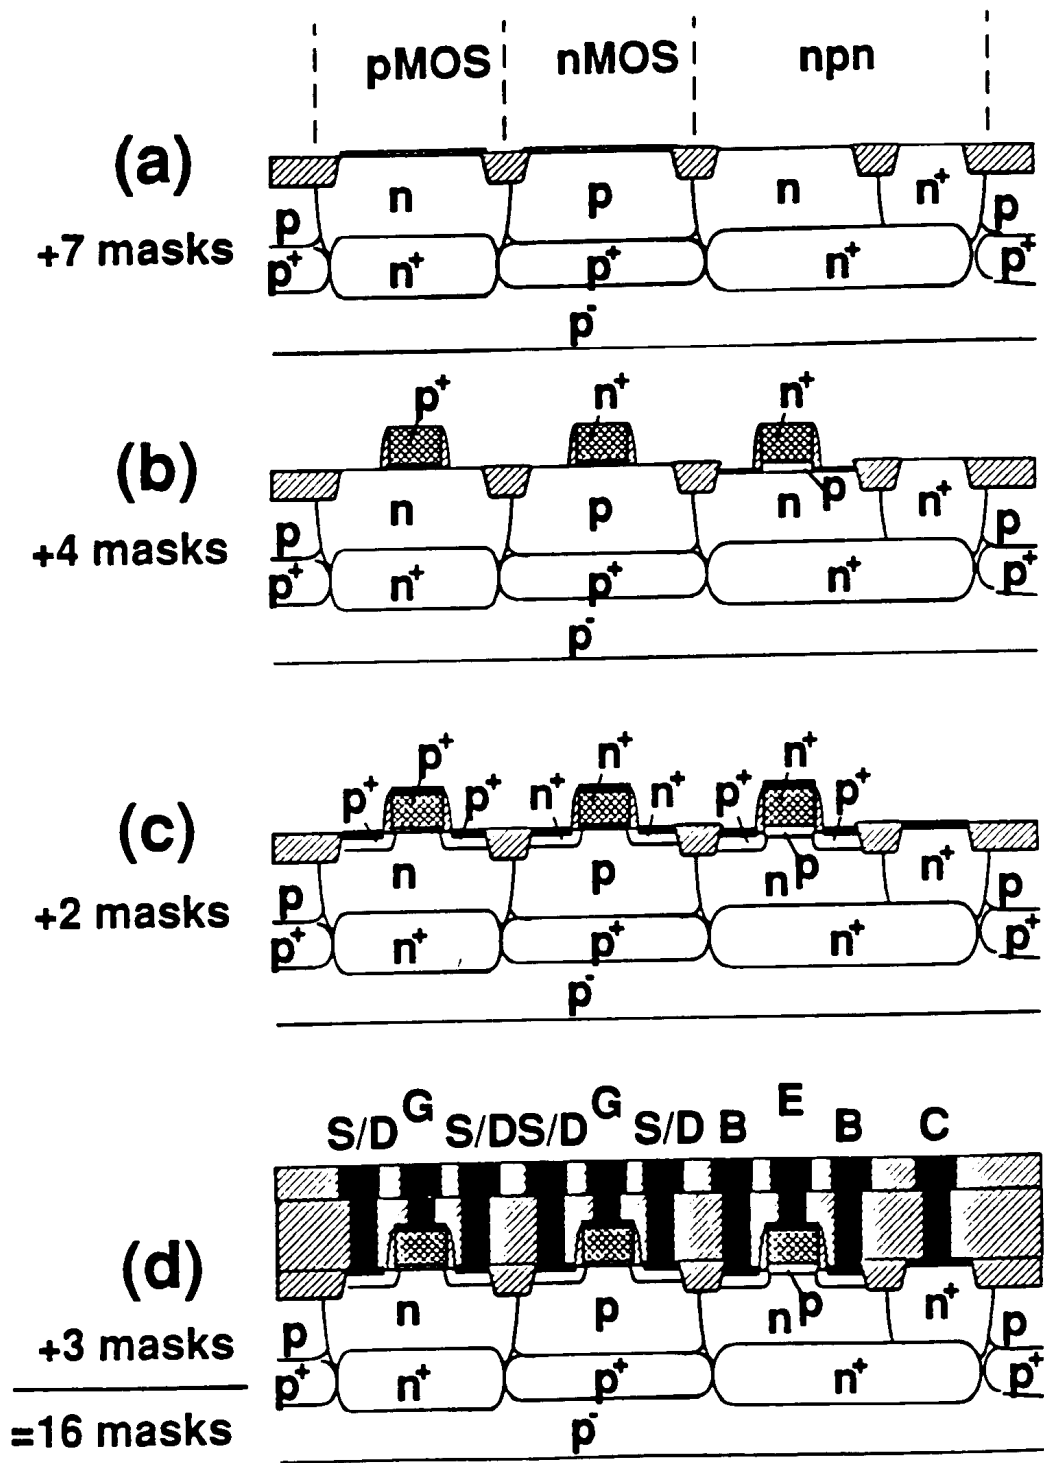 pMOS nMOS npn
(a)
n p n n+
p p
+7 masks
p+ n+ p+ n+ p+
p-
p+ n+ n+
(b)
p
n p n n+
p p
+4 masks
p+ n+ p+ n+ p+
p-
p+ n+ n+
p+ p+ n+ n+ p+ p+
(c)
n p n p n+
p p
+2 masks
p+ n+ p+ n+ p+
p-
S/D G S/D S/D G S/D B E B C
(d)
n p n p n+
p p
+3 masks
p+ n+ p+ n+ p+
=16 masks
p-